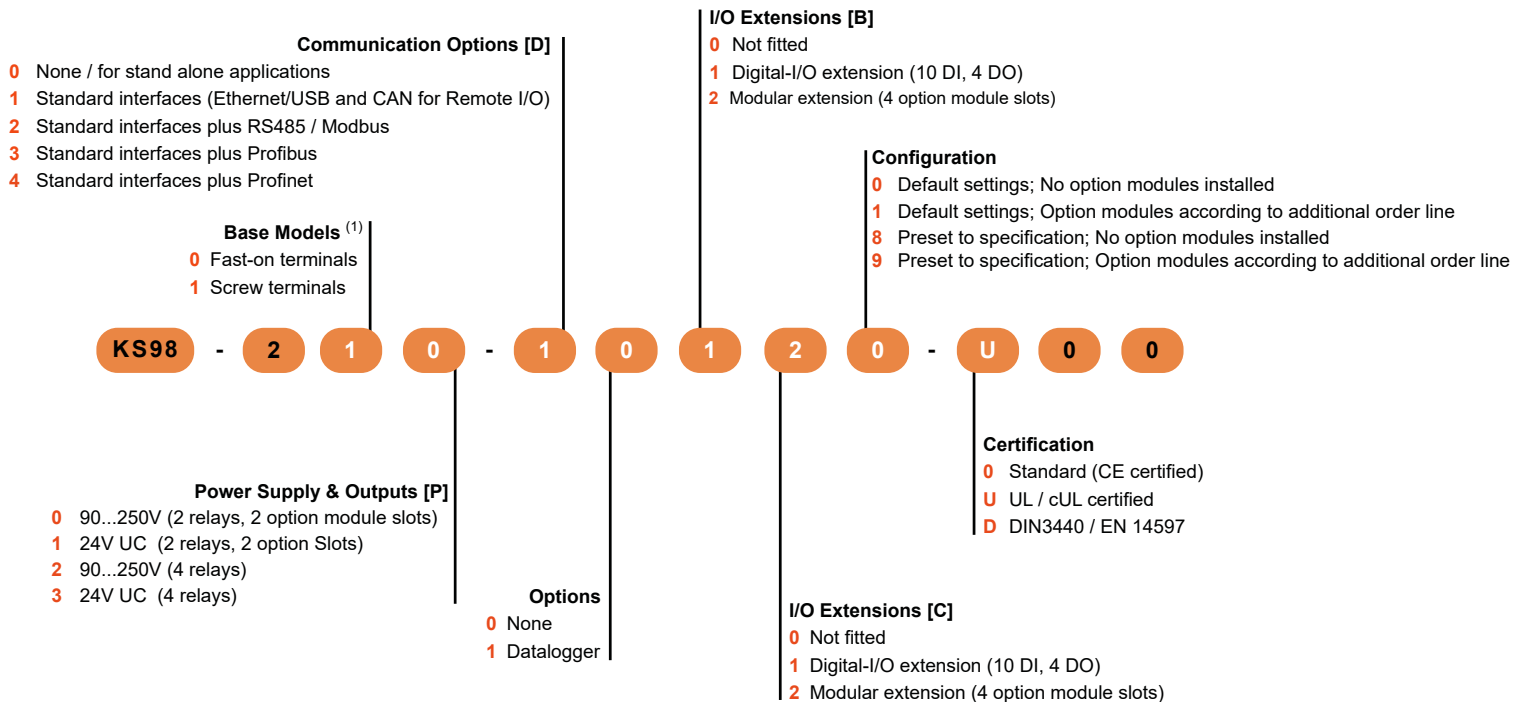 I/O Extensions [B]
0 Not fitted
1 Digital-I/O extension (10 DI, 4 DO)
2 Modular extension (4 option module slots)
Communication Options [D]
0 None / for stand alone applications
1 Standard interfaces (Ethernet/USB and CAN for Remote I/O)
2 Standard interfaces plus RS485 / Modbus
3 Standard interfaces plus Profibus
4 Standard interfaces plus Profinet
Configuration
0 Default settings; No option modules installed
1 Default settings; Option modules according to additional order line
8 Preset to specification; No option modules installed
9 Preset to specification; Option modules according to additional order line
Base Models (1)
0 Fast-on terminals
1 Screw terminals
KS98 - 2 1 0 - 1 0 1 2 0 - U 0 0
Certification
0 Standard (CE certified)
U UL / cUL certified
D DIN3440 / EN 14597
Power Supply & Outputs [P]
0 90...250V (2 relays, 2 option module slots)
1 24V UC (2 relays, 2 option Slots)
2 90...250V (4 relays)
3 24V UC (4 relays)
Options
0 None
1 Datalogger
I/O Extensions [C]
0 Not fitted
1 Digital-I/O extension (10 DI, 4 DO)
2 Modular extension (4 option module slots)